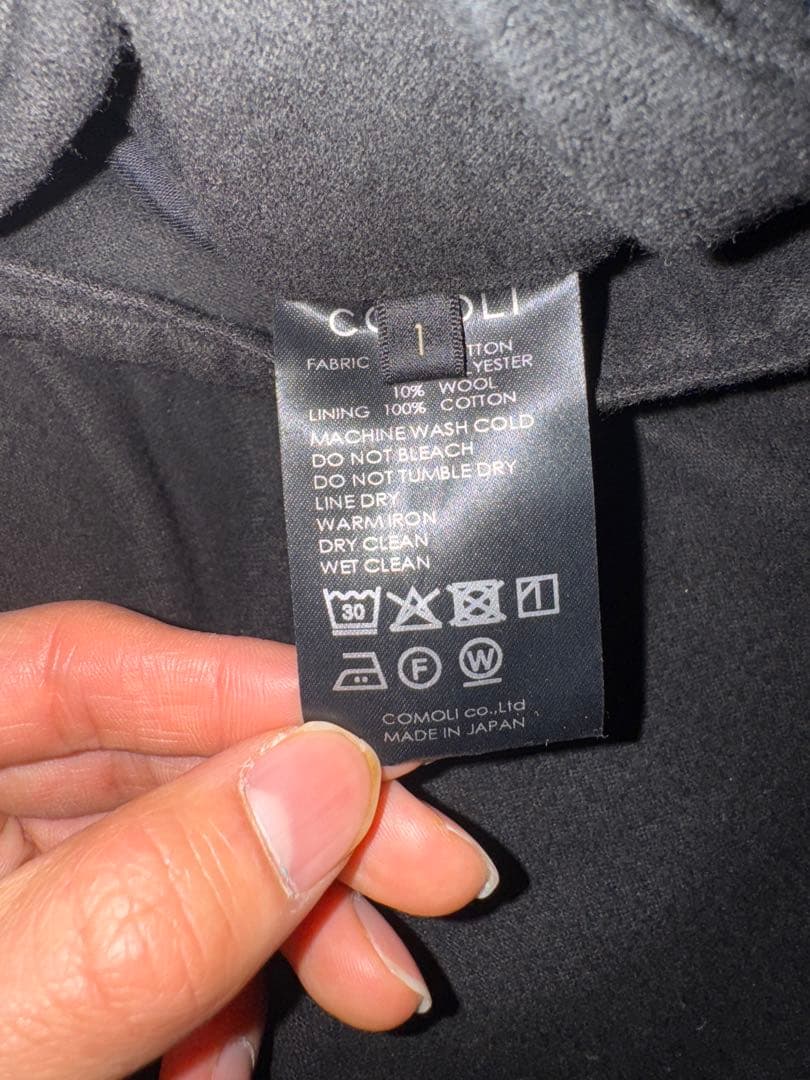 1
FABRIC
10% WOOL
LINING 100% COTTON
MACHINE WASH COLD
DO NOT BLEACH
DO NOT TUMBLE DRY
LINE DRY
WARM IRON
DRY CLEAN
WET CLEAN
30
F W
COMOLI co.,Ltd
MADE IN JAPAN